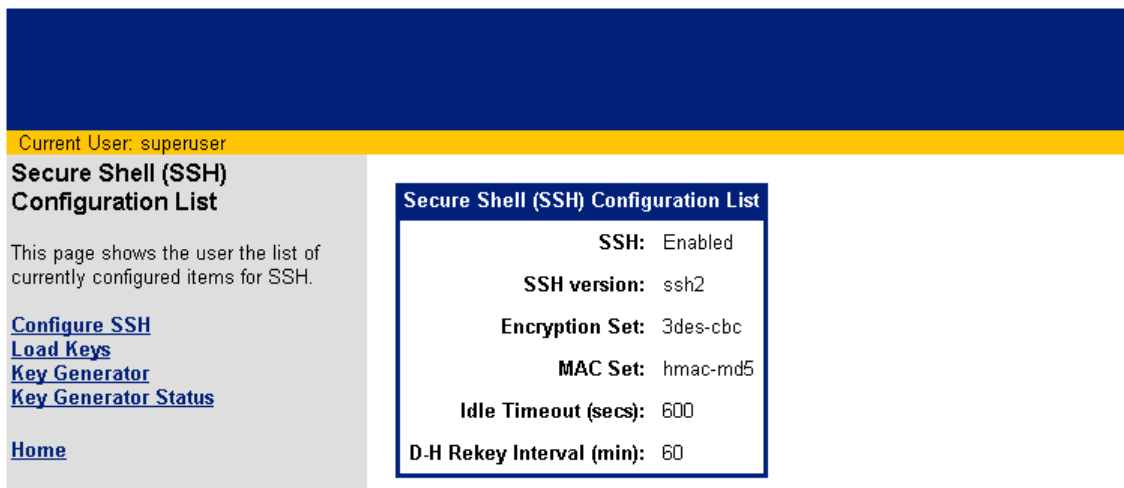 Current User: superuser
Secure Shell (SSH)
Configuration List
This page shows the user the list of
currently configured items for SSH.
Configure SSH
Load Keys
Key Generator
Key Generator Status
Home
Secure Shell (SSH) Configuration List
SSH: Enabled
SSH version: ssh2
Encryption Set: 3des-cbc
MAC Set: hmac-md5
Idle Timeout (secs): 600
D-H Rekey Interval (min): 60